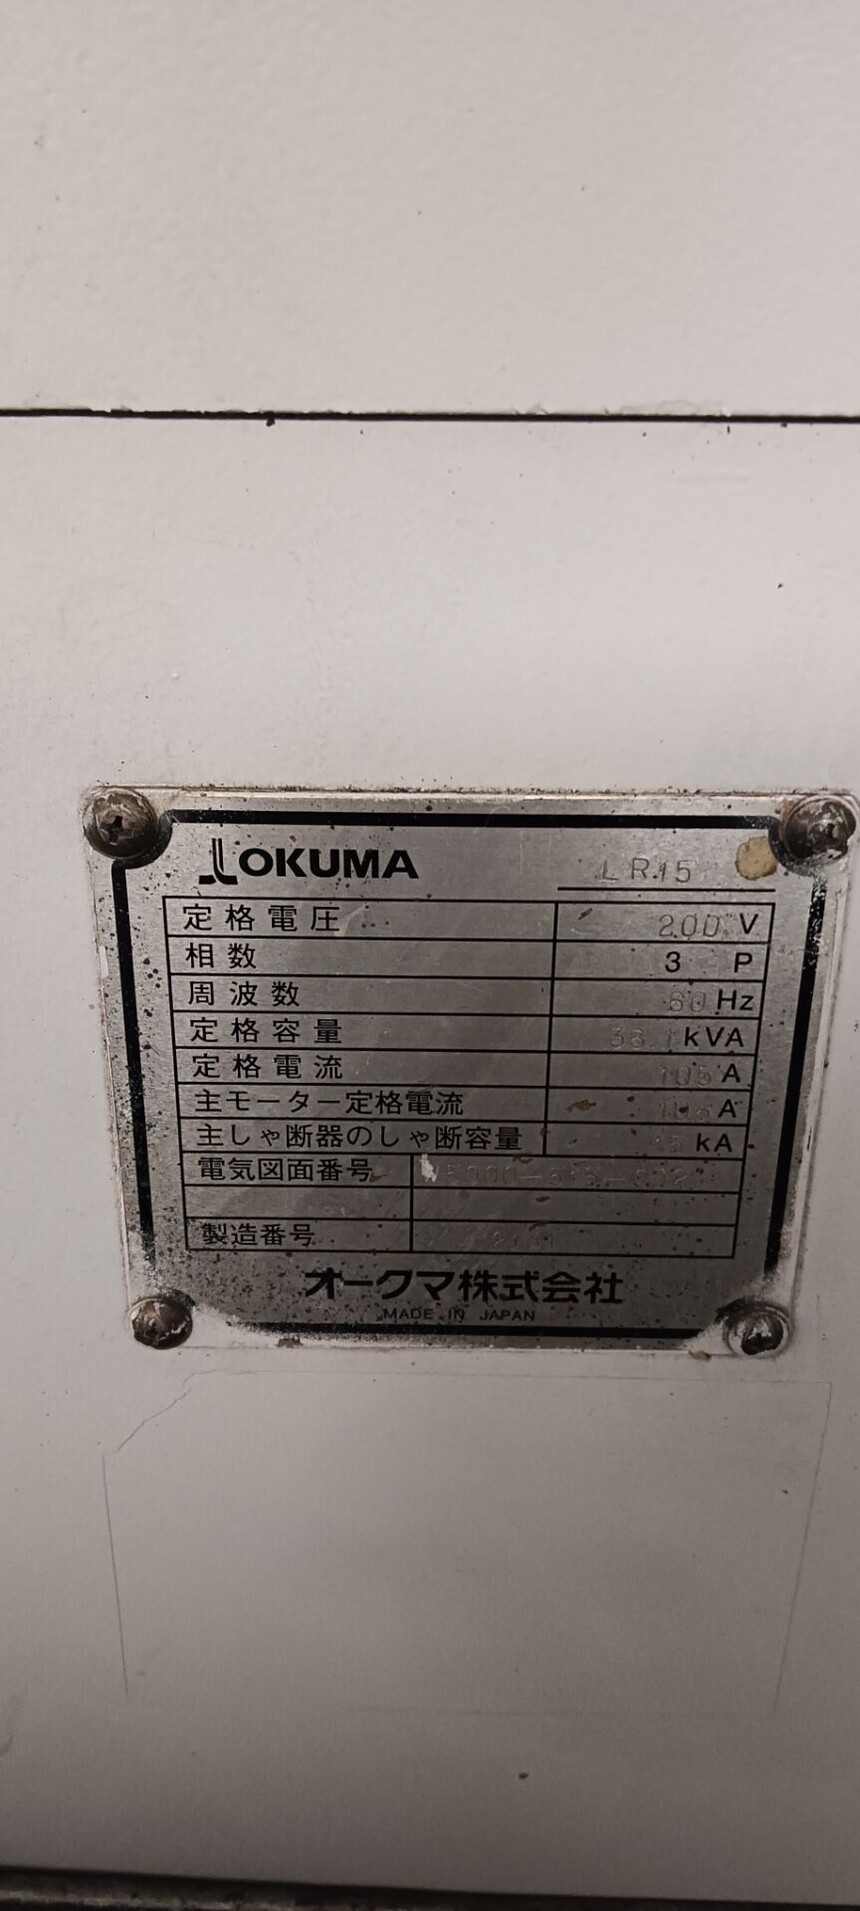 OKUMA LR15
定格電圧 200 V
相数 3 P
周波数 60 Hz
定格容量 kVA
定格電流 105 A
主モーター定格電流 A
主しゃ断器のしゃ断容量 kA
電気図面番号
製造番号
オークマ株式会社
MADE IN JAPAN